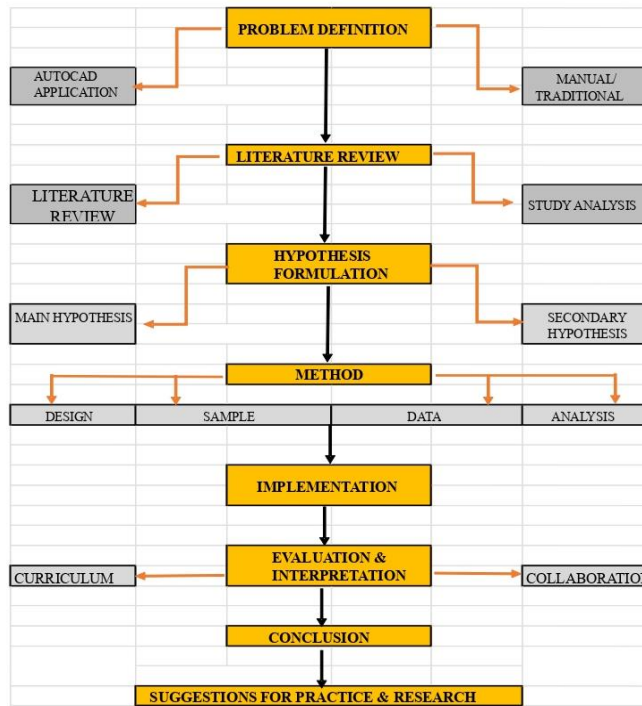 PROBLEM DEFINITION
AUTOCAD
APPLICATION
MANUAL/
TRADITIONAL
LITERATURE REVIEW
LITERATURE
REVIEW
STUDY ANALYSIS
HYPOTHESIS
FORMULATION
MAIN HYPOTHESIS
SECONDARY
HYPOTHESIS
METHOD
DESIGN
SAMPLE
DATA
ANALYSIS
IMPLEMENTATION
EVALUATION &
INTERPRETATION
CURRICULUM
COLLABORATION
CONCLUSION
SUGGESTIONS FOR PRACTICE & RESEARCH